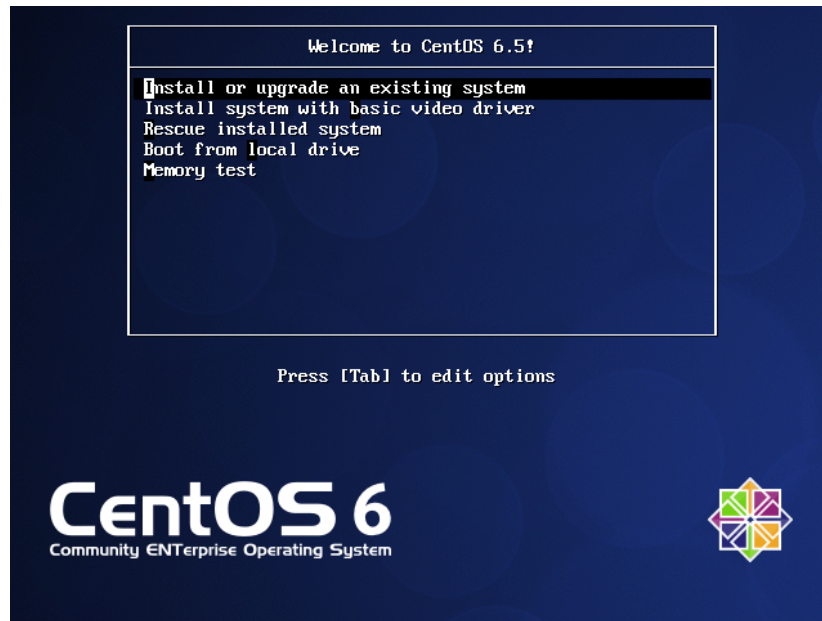 Welcome to CentOS 6.5!
Install or upgrade an existing system
Install system with basic video driver
Rescue installed system
Boot from local drive
Memory test
Press [Tab] to edit options
CentOS 6
Community ENTerprise Operating System